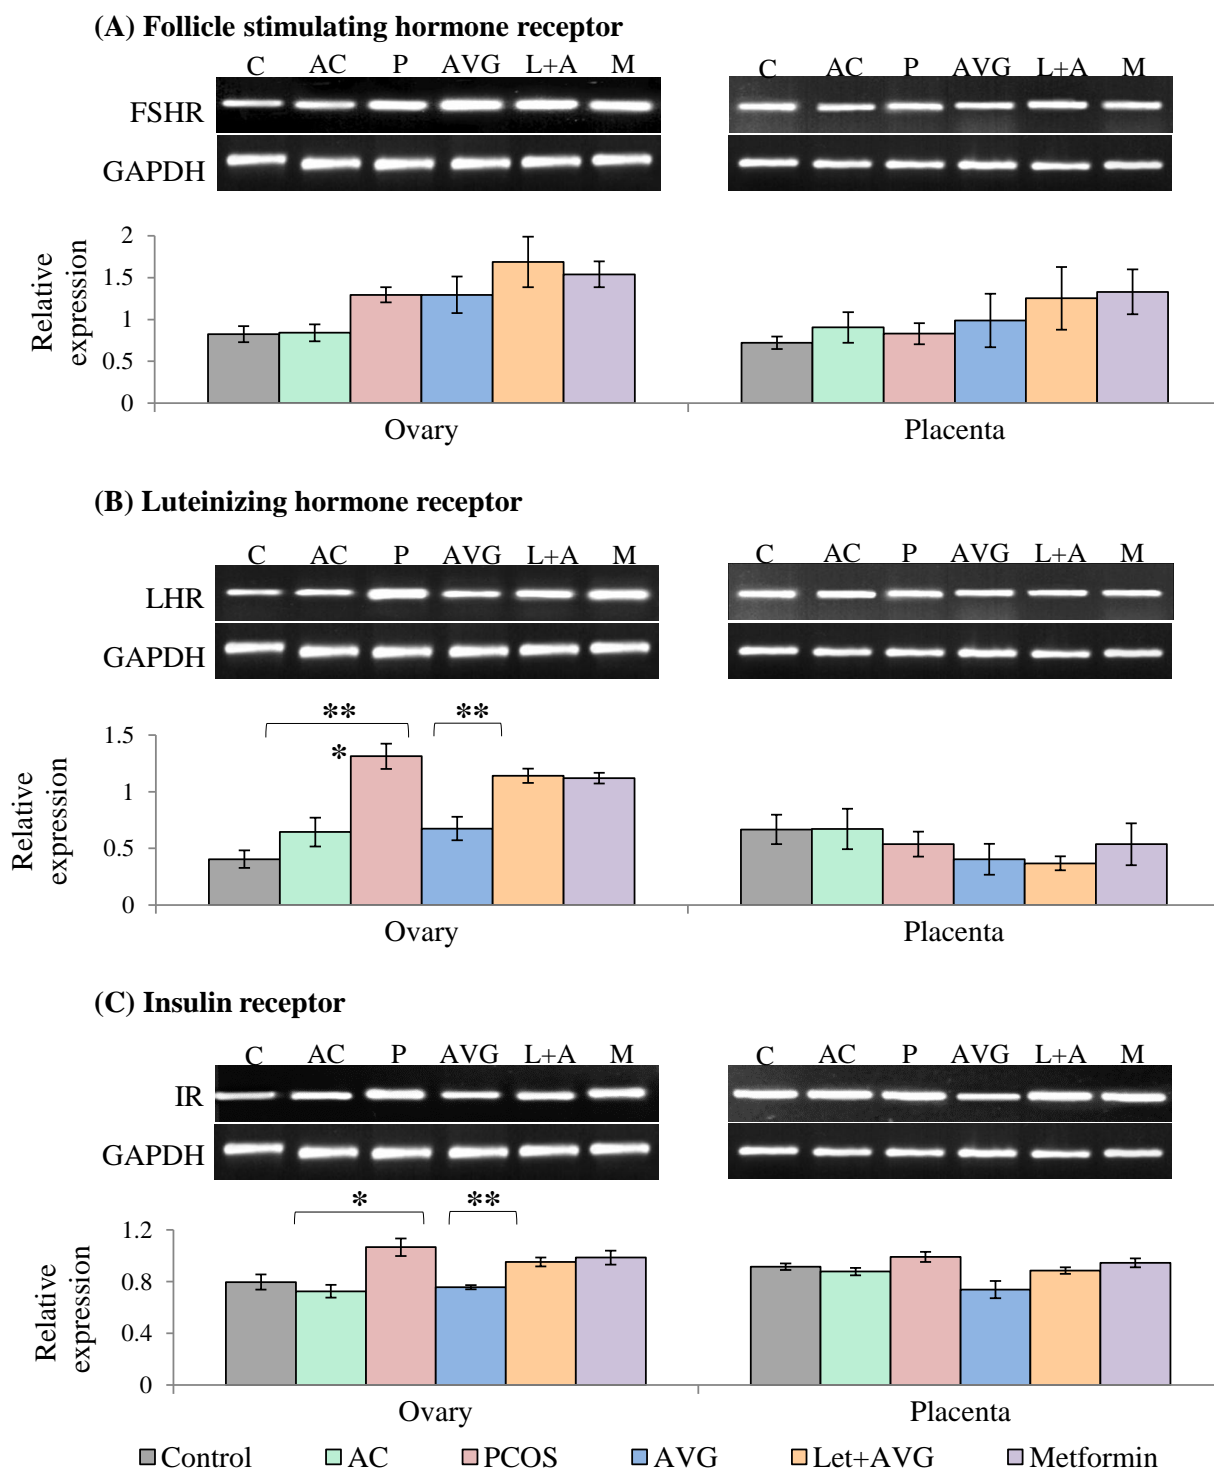 (A) Follicle stimulating hormone receptor
C AC P AVG L+A M C AC P AVG L+A M
FSHR
GAPDH
Relative
expression
2
1.5
1
0.5
0
Ovary Placenta
(B) Luteinizing hormone receptor
C AC P AVG L+A M C AC P AVG L+A M
LHR
GAPDH
** **
*
Relative
expression
1.5
1
0.5
0
Ovary Placenta
(C) Insulin receptor
C AC P AVG L+A M C AC P AVG L+A M
IR
GAPDH
* **
Relative
expression
1.2
0.8
0.4
0
Ovary Placenta
Control AC PCOS AVG Let+AVG Metformin